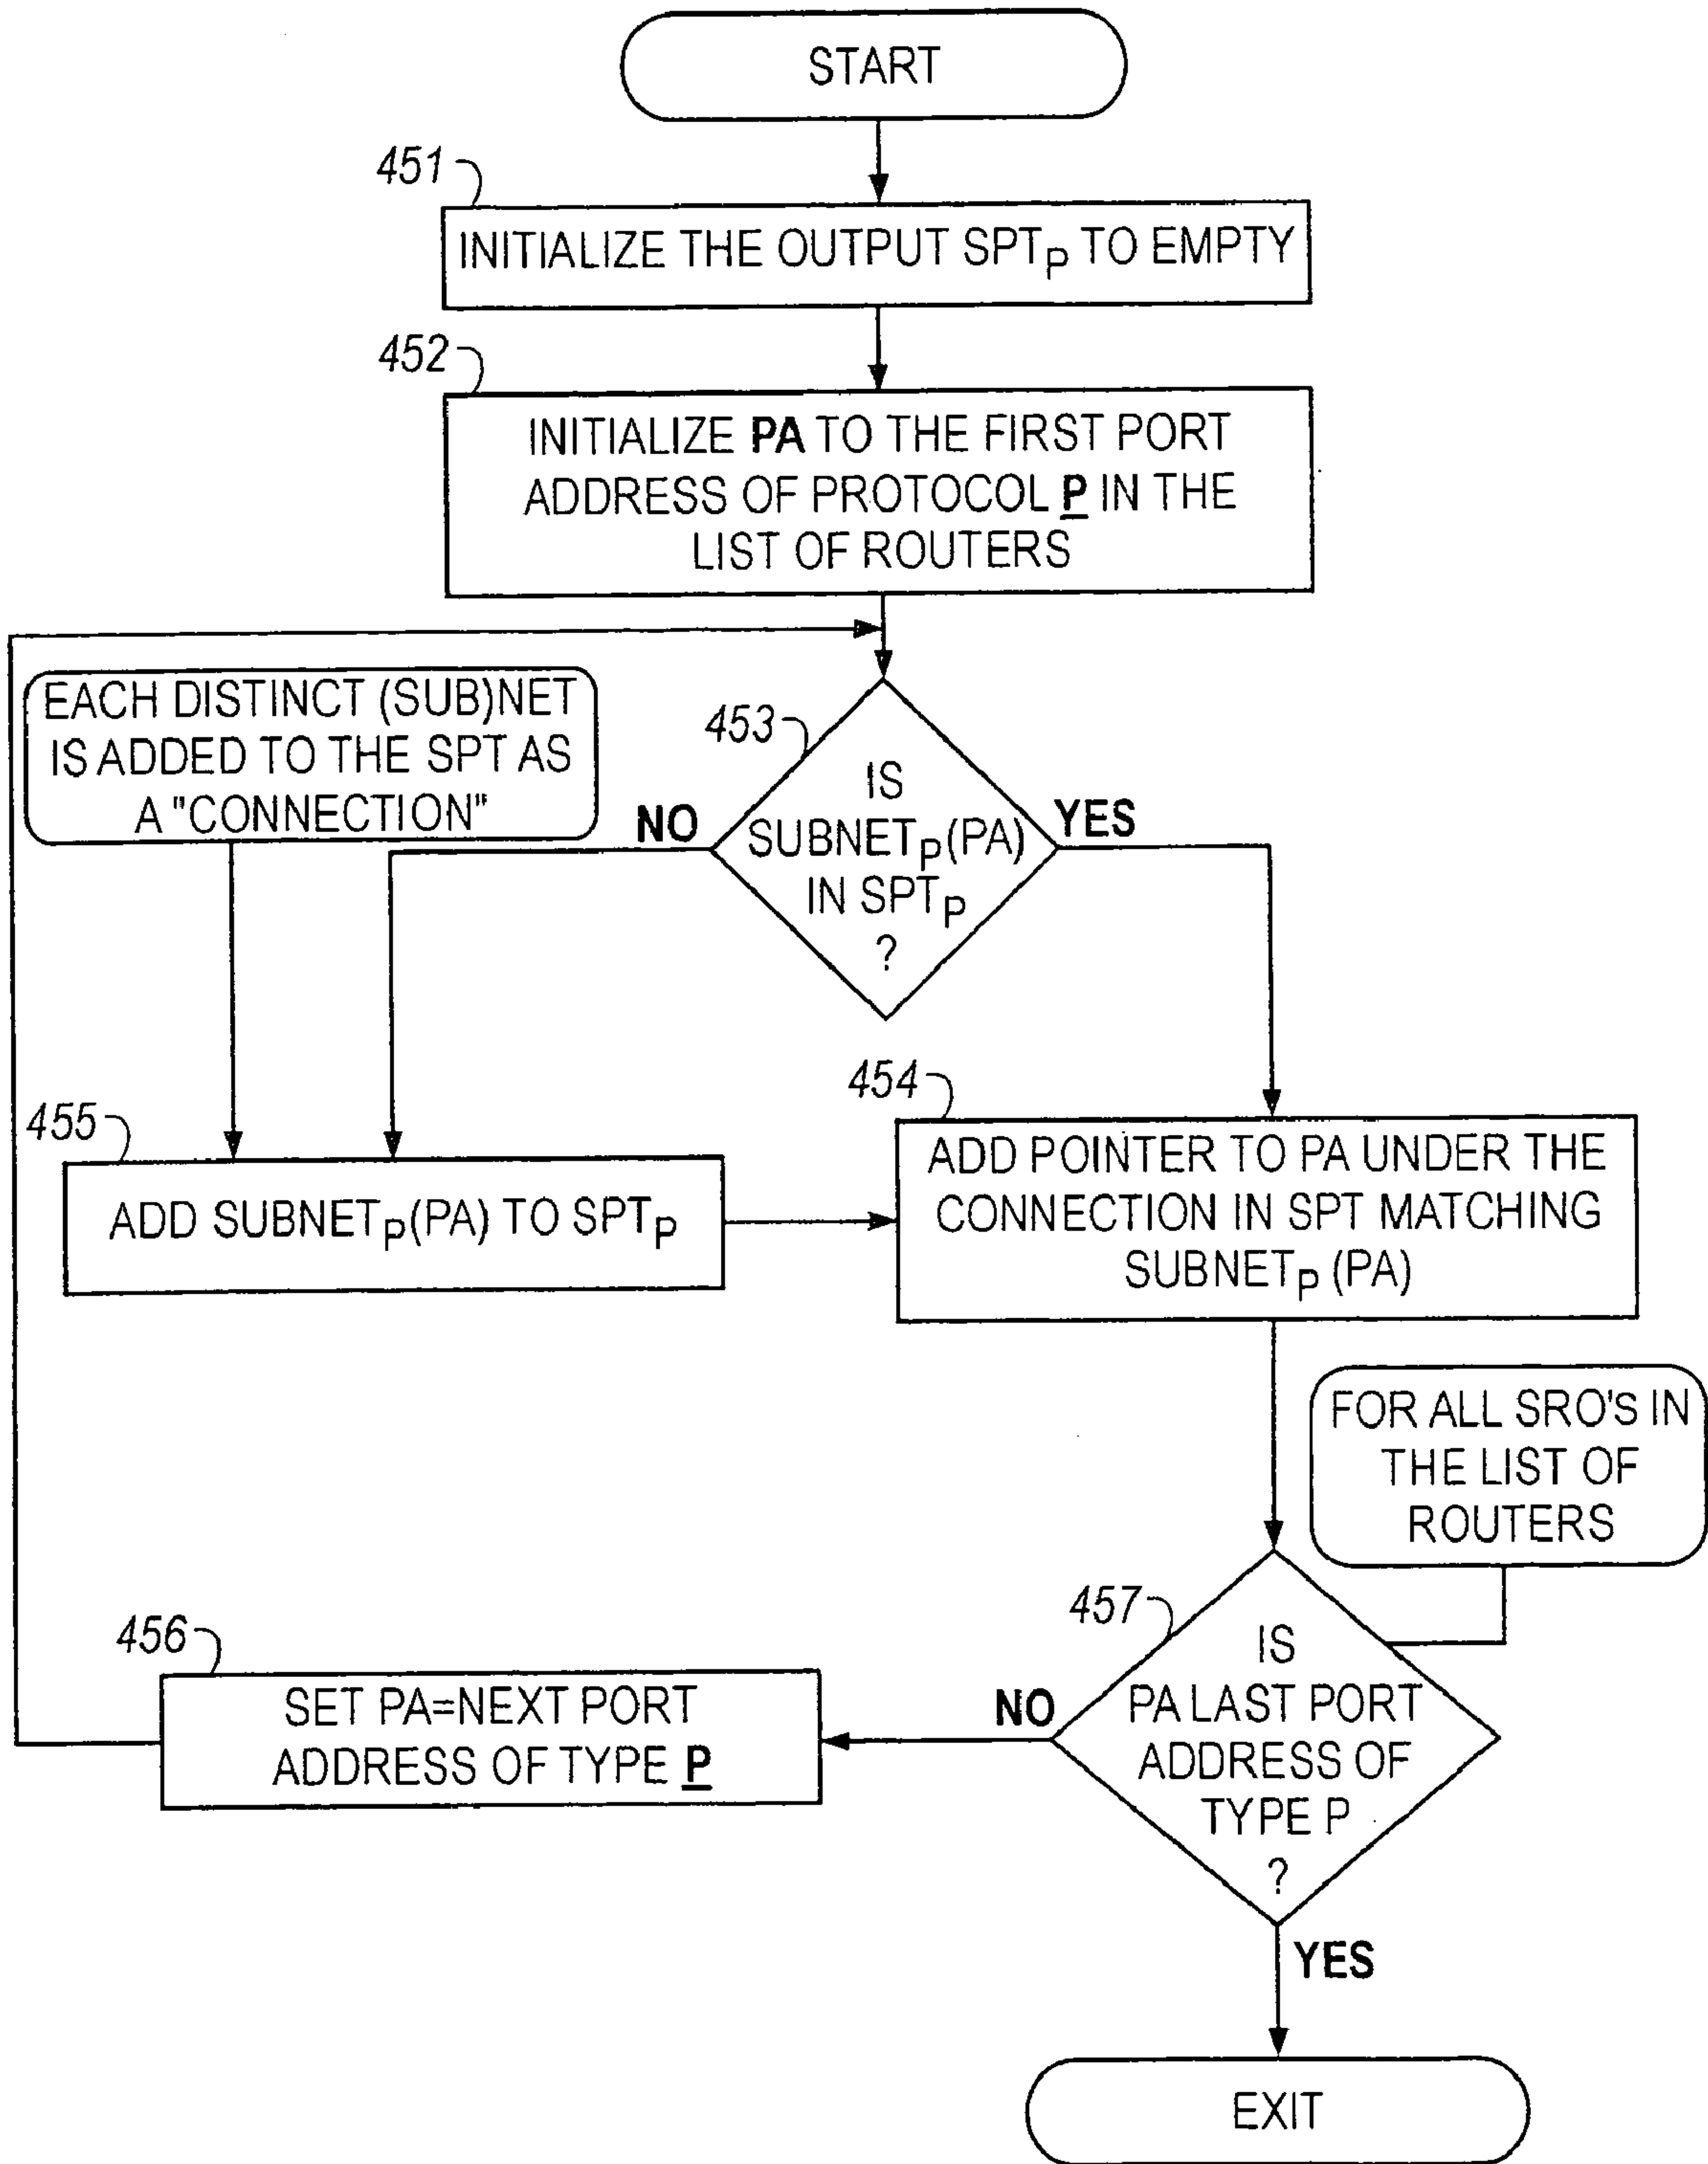 START
451
INITIALIZE THE OUTPUT SPTP TO EMPTY
452
INITIALIZE PA TO THE FIRST PORT
ADDRESS OF PROTOCOL P IN THE
LIST OF ROUTERS
EACH DISTINCT (SUB)NET
IS ADDED TO THE SPT AS
A "CONNECTION"
453
IS
SUBNETP(PA)
IN SPTP
?
NO
YES
455
ADD SUBNETP(PA) TO SPTP
454
ADD POINTER TO PA UNDER THE
CONNECTION IN SPT MATCHING
SUBNETP (PA)
FOR ALL SRO'S IN
THE LIST OF
ROUTERS
457
IS
PA LAST PORT
ADDRESS OF
TYPE P
?
NO
456
SET PA=NEXT PORT
ADDRESS OF TYPE P
YES
EXIT